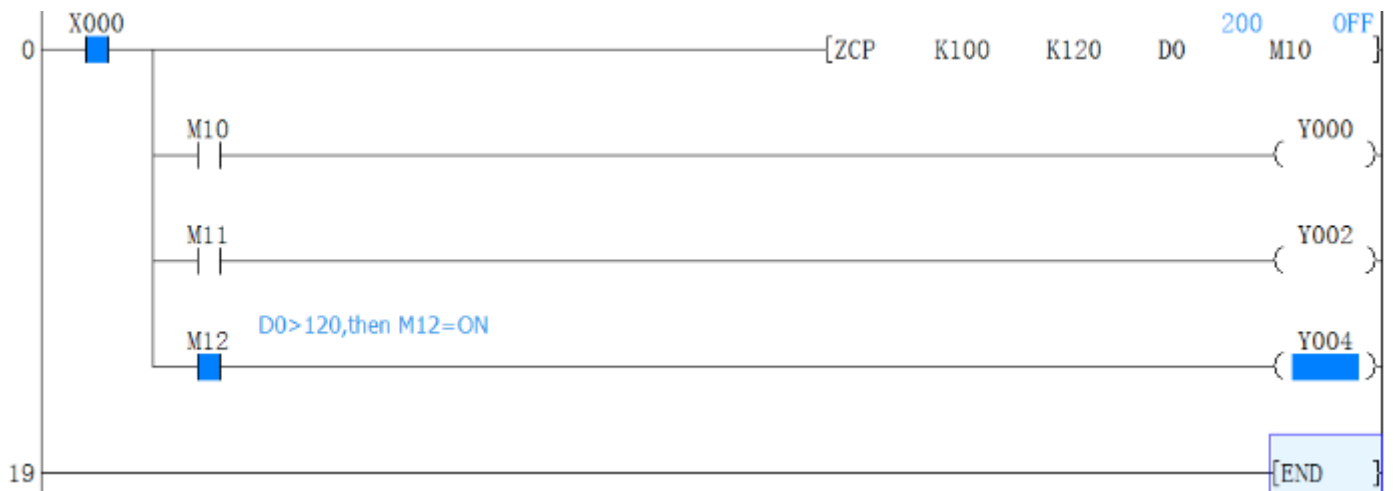 X000 200 OFF
0 [ZCP K100 K120 D0 M10 ]
M10 Y000
( )
M11 Y002
( )
D0>120,then M12=ON
M12 Y004
( )
19 [END ]